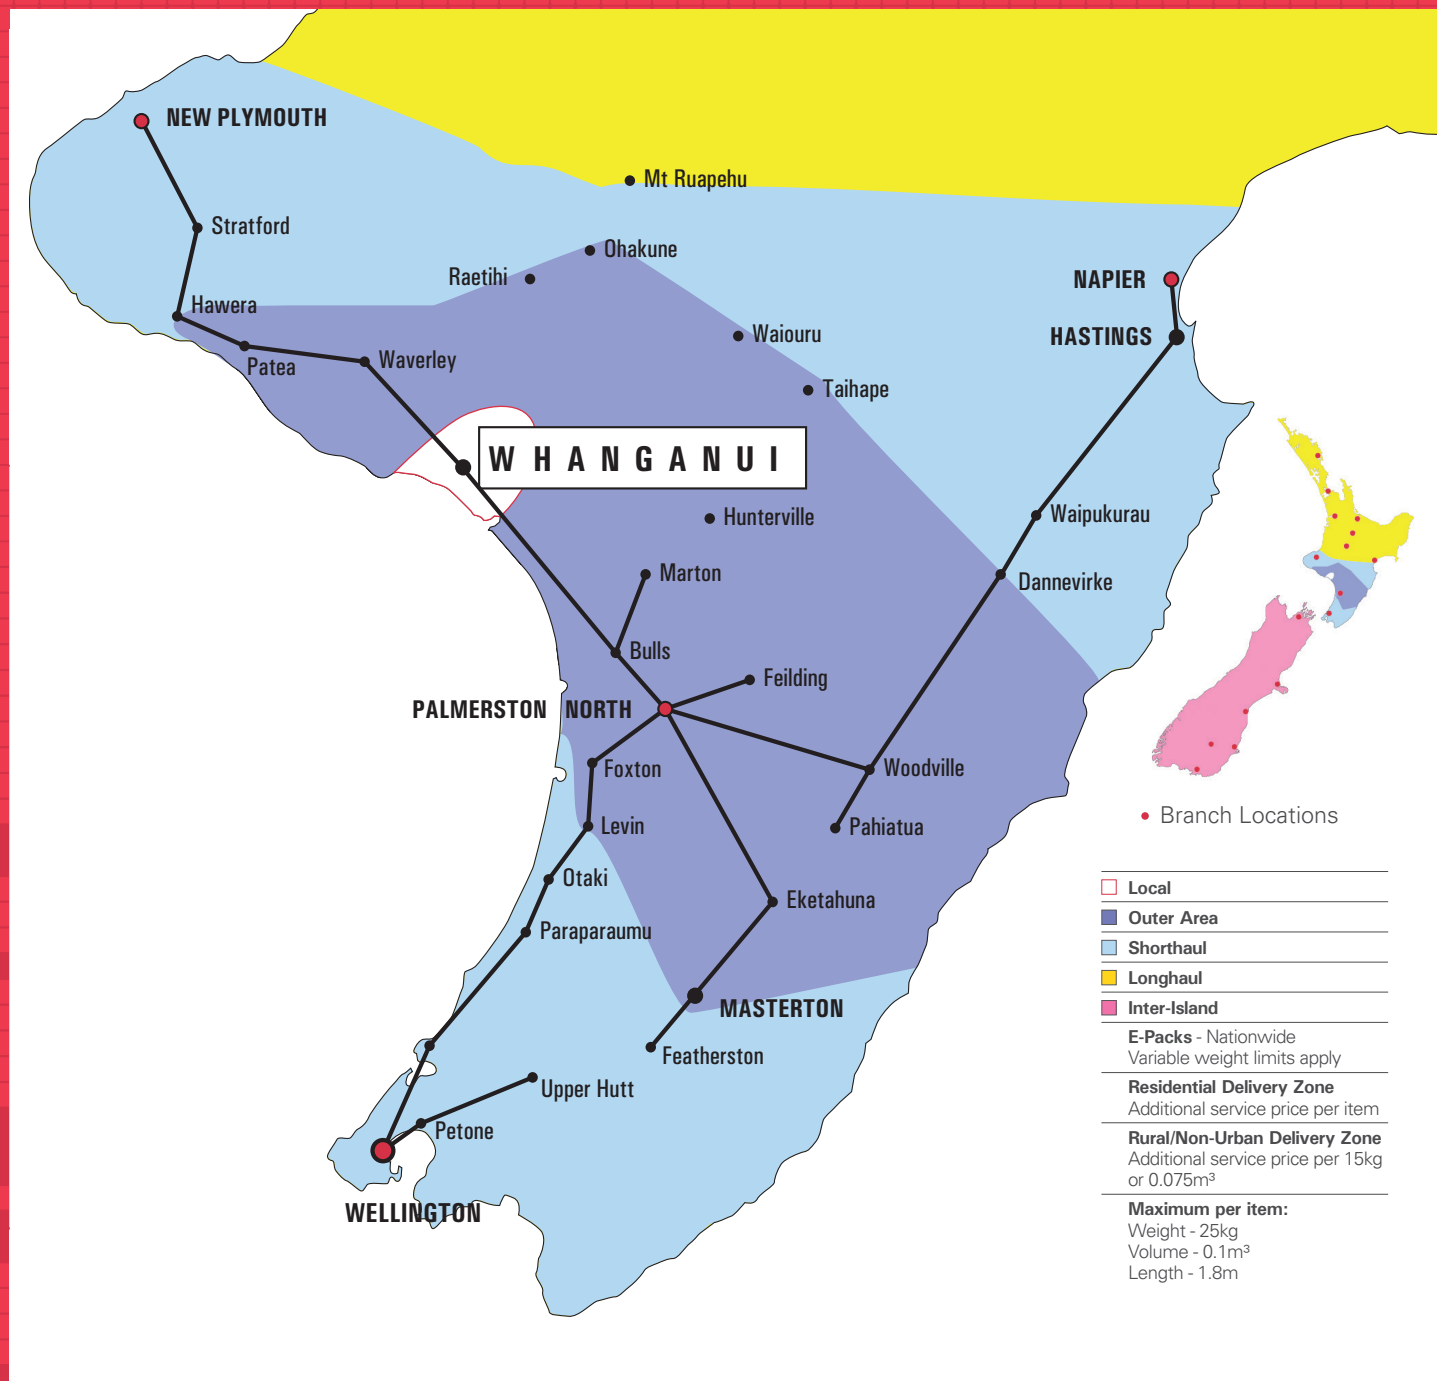 NEW PLYMOUTH
Mt Ruapehu
Stratford
Ohakune
Raetihi
NAPIER
Hawera
Waiouru
HASTINGS
Patea
Waverley
Taihape
WHANGANUI
Hunterville
Waipukurau
Marton
Dannevirke
Bulls
Feilding
PALMERSTON NORTH
Foxton
Woodville
Levin
Pahiatua
Otaki
Eketahuna
Paraparaumu
MASTERTON
Featherston
Upper Hutt
Petone
WELLINGTON
Branch Locations
Local
Outer Area
Shorthaul
Longhaul
Inter-Island
E-Packs - Nationwide
Variable weight limits apply
Residential Delivery Zone
Additional service price per item
Rural/Non-Urban Delivery Zone
Additional service price per 15kg
or 0.075m³
Maximum per item:
Weight - 25kg
Volume - 0.1m³
Length - 1.8m